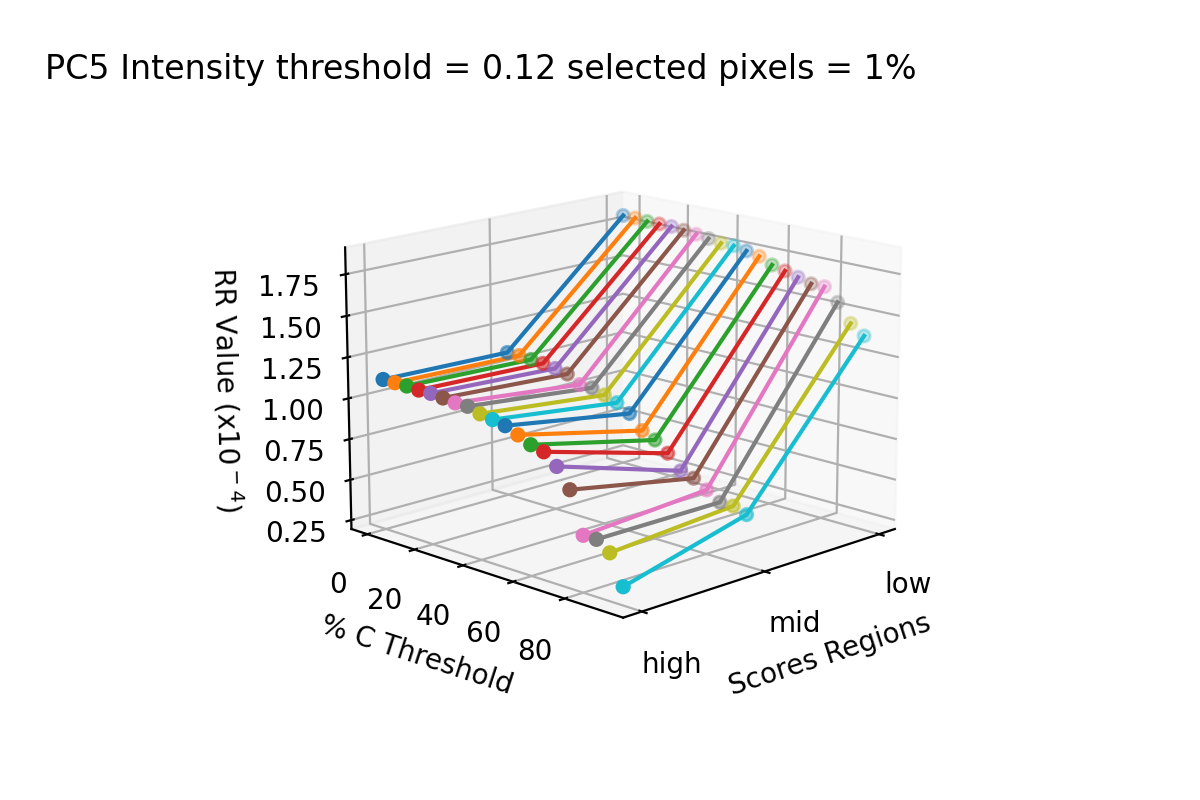 PC5 Intensity threshold = 0.12 selected pixels = 1%
RR Value (x10⁻⁴)
1.75
1.50
1.25
1.00
0.75
0.50
0.25
0
20
40
60
80
% C Threshold
high
mid
low
Scores Regions